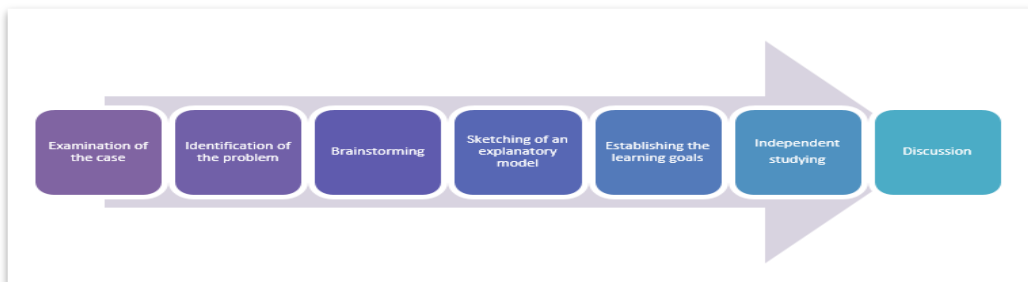 Examination of
the case
Identification of
the problem
Brainstorming
Sketching of an
explanatory
model
Establishing the
learning goals
Independent
studying
Discussion